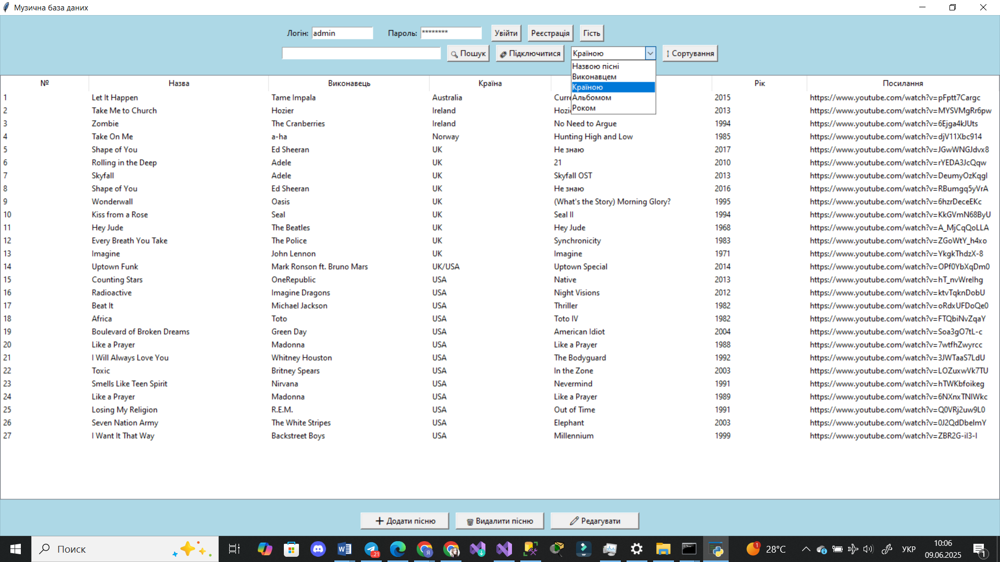 Музична база даних
Логін: admin Пароль: ******** Увійти Реєстрація Гість
Пошук Підключитися Країною Сортування
Назвою пісні
Виконавцем
Країною
Альбомом
Роком
№ Назва Виконавець Країна Рік Посилання
1 Let It Happen Tame Impala Australia Curre 2015 https://www.youtube.com/watch?v=pFptt7Cargc
2 Take Me to Church Hozier Ireland Hozi 2013 https://www.youtube.com/watch?v=MYSVMgRr6pw
3 Zombie The Cranberries Ireland No Need to Argue 1994 https://www.youtube.com/watch?v=6Ejga4kJUts
4 Take On Me a-ha Norway Hunting High and Low 1985 https://www.youtube.com/watch?v=djV11Xbc914
5 Shape of You Ed Sheeran UK Не знаю 2017 https://www.youtube.com/watch?v=JGwWNGJdvx8
6 Rolling in the Deep Adele UK 21 2010 https://www.youtube.com/watch?v=rYEDA3JcQqw
7 Skyfall Adele UK Skyfall OST 2013 https://www.youtube.com/watch?v=DeumyOzKqgI
8 Shape of You Ed Sheeran UK Не знаю 2016 https://www.youtube.com/watch?v=RBumgq5yVrA
9 Wonderwall Oasis UK (What's the Story) Morning Glory? 1995 https://www.youtube.com/watch?v=6hzrDeceEKc
10 Kiss from a Rose Seal UK Seal II 1994 https://www.youtube.com/watch?v=KkGVmN68ByU
11 Hey Jude The Beatles UK Hey Jude 1968 https://www.youtube.com/watch?v=A_MjCqQoLLA
12 Every Breath You Take The Police UK Synchronicity 1983 https://www.youtube.com/watch?v=ZGoWtY_h4xo
13 Imagine John Lennon UK Imagine 1971 https://www.youtube.com/watch?v=YkgkThdzX-8
14 Uptown Funk Mark Ronson ft. Bruno Mars UK/USA Uptown Special 2014 https://www.youtube.com/watch?v=OPf0YbXqDm0
15 Counting Stars OneRepublic USA Native 2013 https://www.youtube.com/watch?v=hT_nvWreIhg
16 Radioactive Imagine Dragons USA Night Visions 2012 https://www.youtube.com/watch?v=ktvTqknDobU
17 Beat It Michael Jackson USA Thriller 1982 https://www.youtube.com/watch?v=oRdxUFDoQe0
18 Africa Toto USA Toto IV 1982 https://www.youtube.com/watch?v=FTQbiNvZqaY
19 Boulevard of Broken Dreams Green Day USA American Idiot 2004 https://www.youtube.com/watch?v=Soa3gO7tL-c
20 Like a Prayer Madonna USA Like a Prayer 1988 https://www.youtube.com/watch?v=7wtfhZwyrcc
21 I Will Always Love You Whitney Houston USA The Bodyguard 1992 https://www.youtube.com/watch?v=3JWTaaS7LdU
22 Toxic Britney Spears USA In the Zone 2003 https://www.youtube.com/watch?v=LOZuxwVk7TU
23 Smells Like Teen Spirit Nirvana USA Nevermind 1991 https://www.youtube.com/watch?v=hTWKbfoikeg
24 Like a Prayer Madonna USA Like a Prayer 1989 https://www.youtube.com/watch?v=6NXnxTNIWkc
25 Losing My Religion R.E.M. USA Out of Time 1991 https://www.youtube.com/watch?v=Q0VRj2uw9L0
26 Seven Nation Army The White Stripes USA Elephant 2003 https://www.youtube.com/watch?v=0J2QdDbelmY
27 I Want It That Way Backstreet Boys USA Millennium 1999 https://www.youtube.com/watch?v=ZBR2G-iI3-I
Додати пісню Видалити пісню Редагувати
Поиск 28°C УКР 10:06
09.06.2025